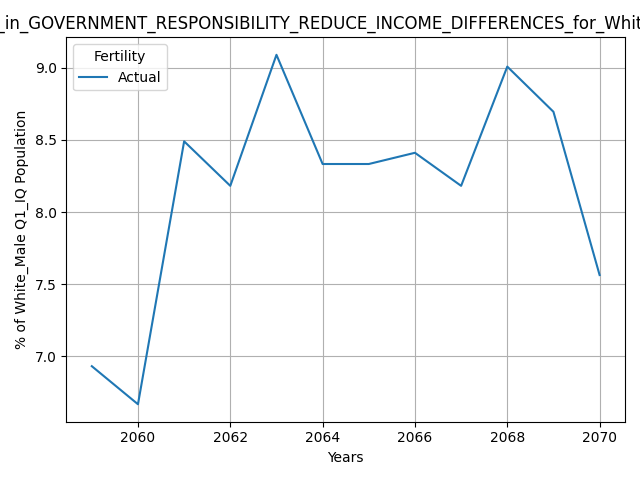 _in_GOVERNMENT_RESPONSIBILITY_REDUCE_INCOME_DIFFERENCES_for_Whit
Fertility
Actual
% of White_Male Q1_IQ Population
9.0
8.5
8.0
7.5
7.0
2060 2062 2064 2066 2068 2070
Years